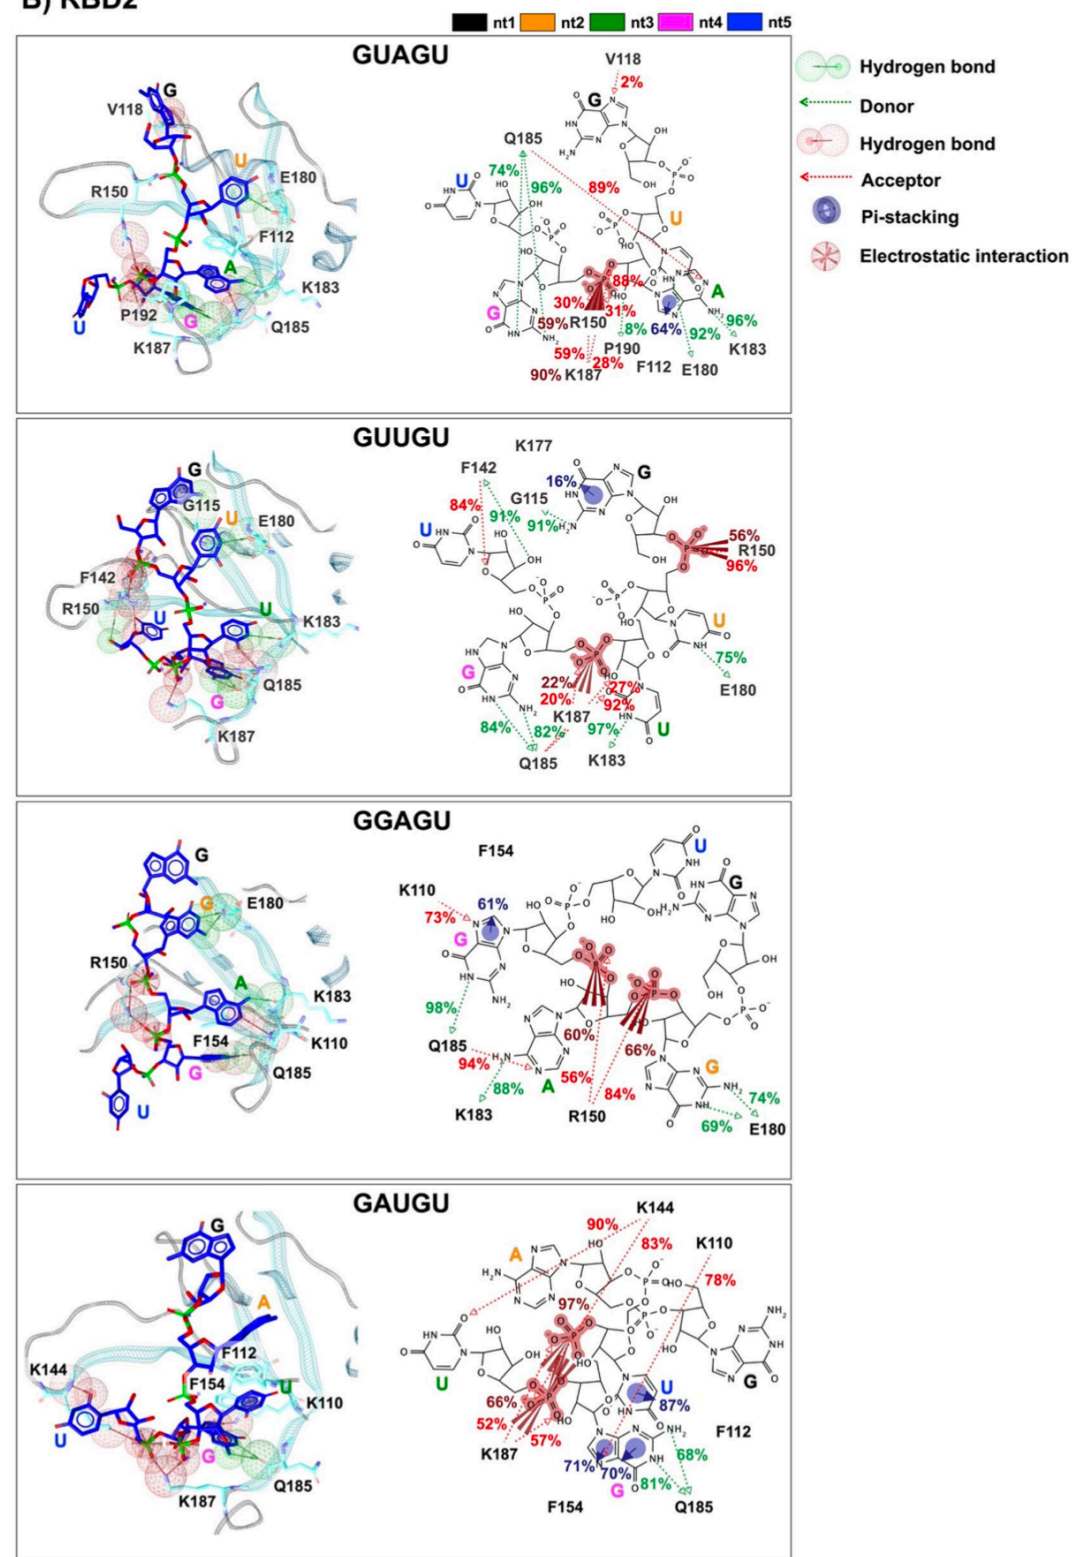 B) RBD2
nt1 nt2 nt3 nt4 nt5
Hydrogen bond
Donor
Hydrogen bond
Acceptor
Pi-stacking
Electrostatic interaction
GUAGU
V118
G
R150
U
E180
F112
A
K183
U
P192
G
Q185
K187
V118
2%
G
Q185
74%
96%
89%
U
U
88%
30%
31%
R150
G
59%
8%
64%
92%
96%
A
59%
28%
P190
K183
90%
K187
F112
E180
GUUGU
G
G115
U
E180
F142
R150
U
U
K183
Q185
G
K187
K177
F142
16%
G
G115
84%
91%
91%
U
56%
R150
96%
U
75%
E180
G
22%
27%
20%
92%
K187
84%
82%
97%
U
Q185
K183
GGAGU
G
G
E180
R150
A
K183
F154
K110
G
Q185
U
F154
U
K110
61%
G
73%
G
98%
60%
Q185
66%
94%
56%
G
88%
A
84%
74%
K183
R150
69%
E180
GAUGU
G
A
F112
K144
F154
U
K110
U
G
Q185
K187
K144
90%
83%
K110
A
78%
97%
U
66%
U
87%
G
52%
57%
F112
K187
71%
70%
68%
81%
G
F154
Q185